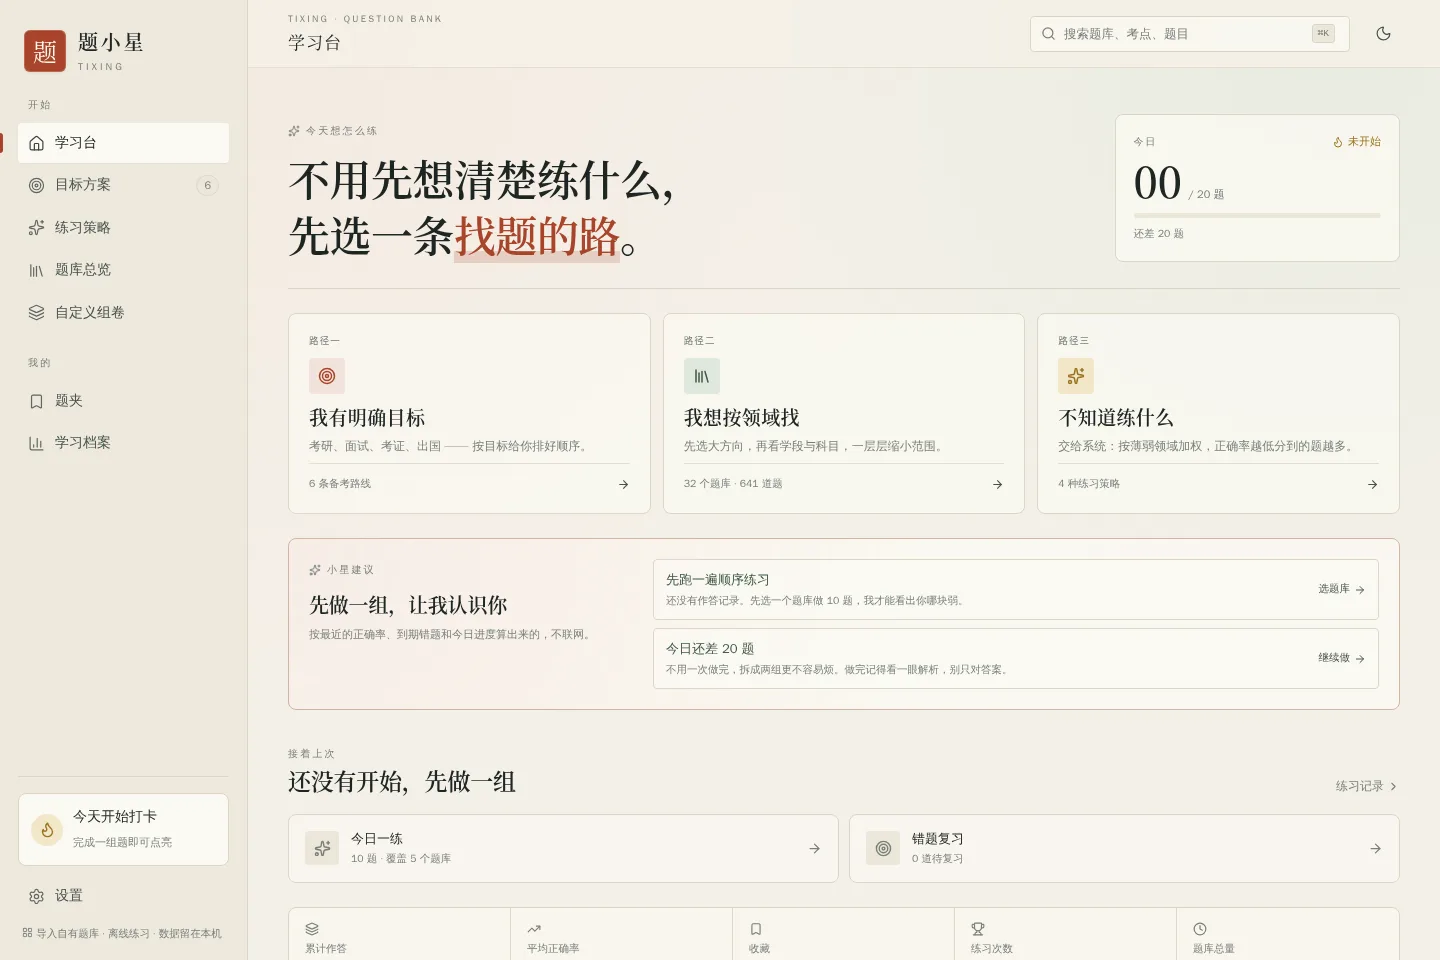 题
题小星
TIXING
开始
学习台
目标方案
6
练习策略
题库总览
自定义组卷
我的
题夹
学习档案
今天开始打卡
完成一组题即可点亮
设置
导入自有题库 · 离线练习 · 数据留在本机
TIXING · QUESTION BANK
学习台
搜索题库、考点、题目
⌘K
今天想怎么练
不用先想清楚练什么，
先选一条找题的路。
今日
未开始
00 / 20 题
还差 20 题
路径一
我有明确目标
考研、面试、考证、出国 —— 按目标给你排好顺序。
6 条备考路线
路径二
我想按领域找
先选大方向，再看学段与科目，一层层缩小范围。
32 个题库 · 641 道题
路径三
不知道练什么
交给系统：按薄弱领域加权，正确率越低分到的题越多。
4 种练习策略
小星建议
先做一组，让我认识你
按最近的正确率、到期错题和今日进度算出来的，不联网。
先跑一遍顺序练习
还没有作答记录。先选一个题库做 10 题，我才能看出你哪块弱。
选题库
今日还差 20 题
不用一次做完，拆成两组更不容易烦。做完记得看一眼解析，别只对答案。
继续做
接着上次
还没有开始，先做一组
练习记录
今日一练
10 题 · 覆盖 5 个题库
错题复习
0 道待复习
累计作答
平均正确率
收藏
练习次数
题库总量